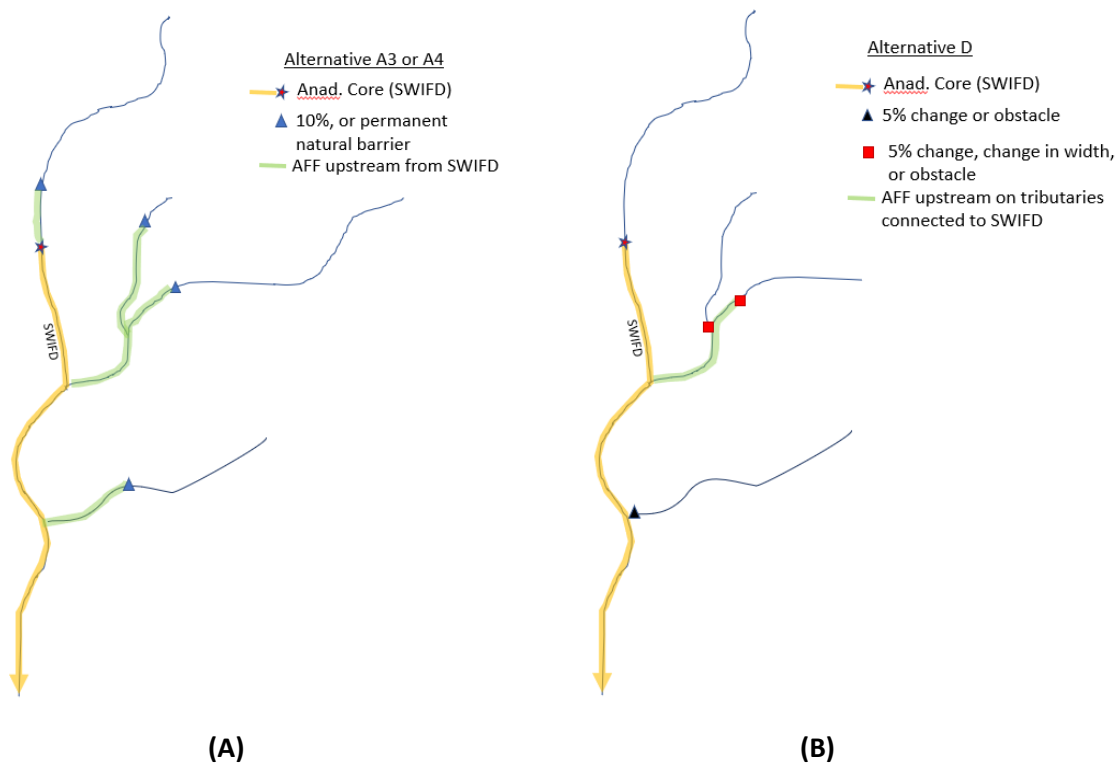 Alternative A3 or A4
Anad. Core (SWIFD)
10%, or permanent
natural barrier
AFF upstream from SWIFD
SWIFD
(A)
Alternative D
Anad. Core (SWIFD)
5% change or obstacle
5% change, change in width,
or obstacle
AFF upstream on tributaries
connected to SWIFD
SWIFD
(B)